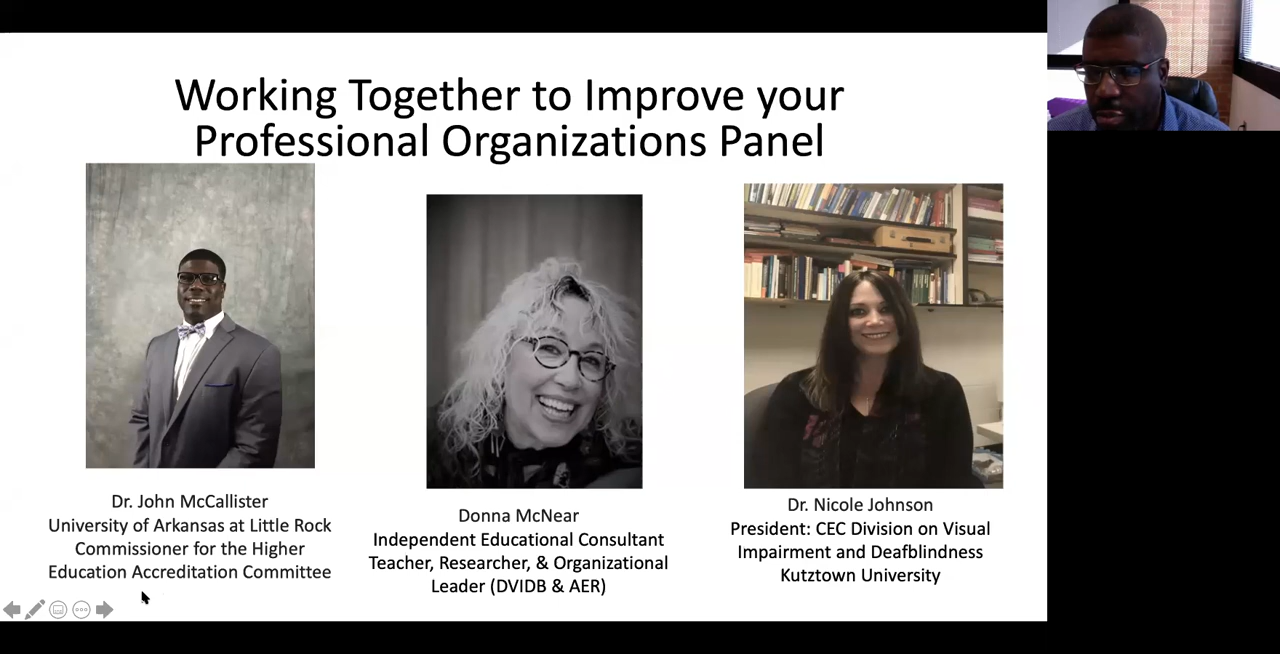 Working Together to Improve your
Professional Organizations Panel
Dr. John McCallister
University of Arkansas at Little Rock
Commissioner for the Higher
Education Accreditation Committee
Donna McNear
Independent Educational Consultant
Teacher, Researcher, & Organizational
Leader (DVIDB & AER)
Dr. Nicole Johnson
President: CEC Division on Visual
Impairment and Deafblindness
Kutztown University